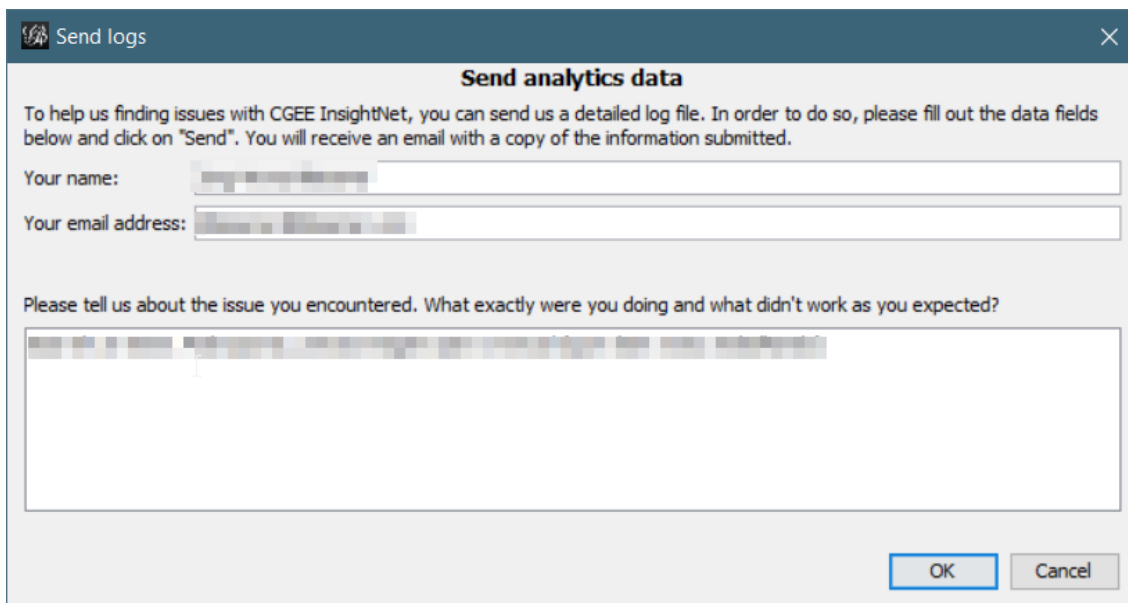 Send logs
Send analytics data
To help us finding issues with CGEE InsightNet, you can send us a detailed log file. In order to do so, please fill out the data fields
below and click on "Send". You will receive an email with a copy of the information submitted.
Your name:
Your email address:
Please tell us about the issue you encountered. What exactly were you doing and what didn't work as you expected?
OK Cancel